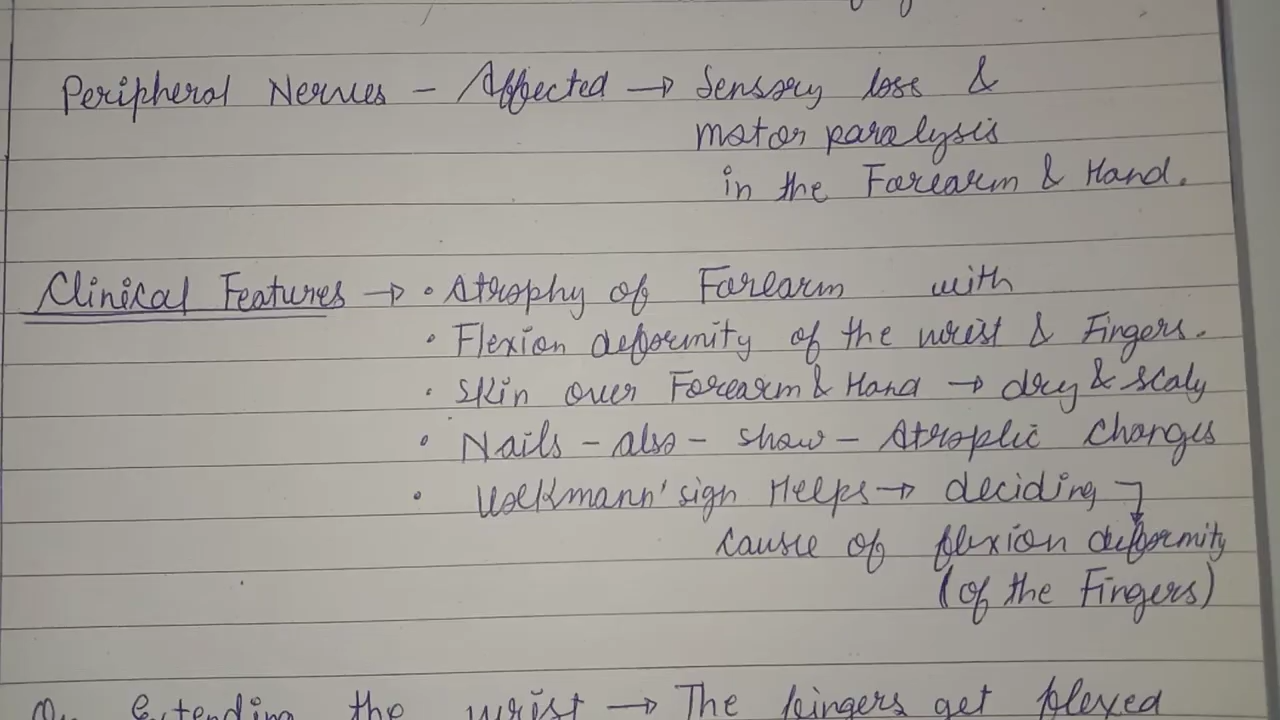 Peripheral Nerves - Affected → Sensory loss &
motor paralysis
in the Forearm & Hand.
Clinical Features → • Atrophy of Forearm with
• Flexion deformity of the wrist & Fingers.
• Skin over Forearm & Hand → dry & scaly
• Nails - also - show - Atrophic changes
• Volkmann' sign Helps → deciding
cause of flexion deformity
(of the Fingers)
On Extending the wrist → The fingers get flexed